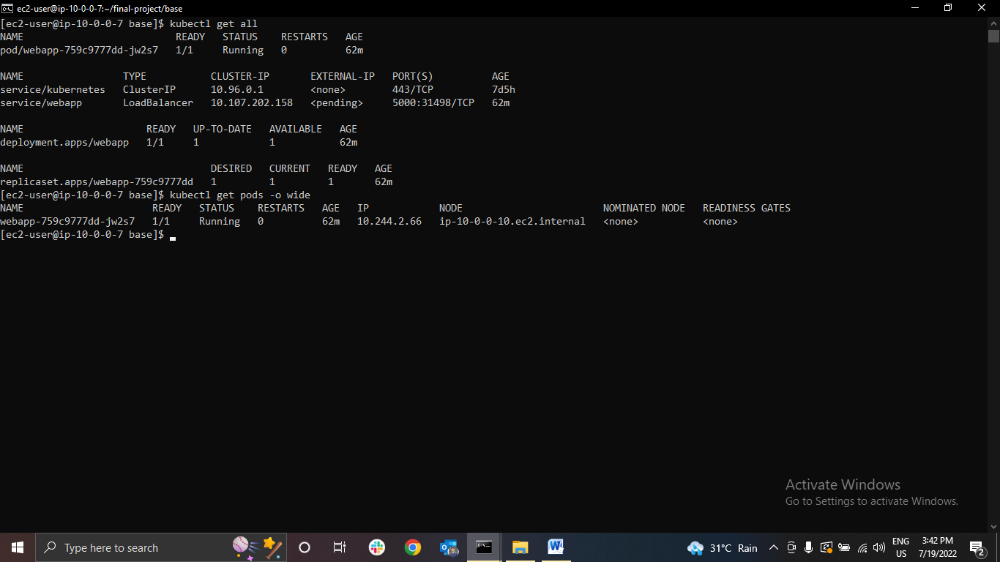 ec2-user@ip-10-0-0-7:~/final-project/base
[ec2-user@ip-10-0-0-7 base]$ kubectl get all
NAME                          READY   STATUS    RESTARTS   AGE
pod/webapp-759c9777dd-jw2s7   1/1     Running   0          62m

NAME                 TYPE           CLUSTER-IP       EXTERNAL-IP   PORT(S)          AGE
service/kubernetes   ClusterIP      10.96.0.1        <none>        443/TCP          7d5h
service/webapp       LoadBalancer   10.107.202.158   <pending>     5000:31498/TCP   62m

NAME                     READY   UP-TO-DATE   AVAILABLE   AGE
deployment.apps/webapp   1/1     1            1           62m

NAME                                DESIRED   CURRENT   READY   AGE
replicaset.apps/webapp-759c9777dd   1         1         1       62m
[ec2-user@ip-10-0-0-7 base]$ kubectl get pods -o wide
NAME                      READY   STATUS    RESTARTS   AGE   IP            NODE                        NOMINATED NODE   READINESS GATES
webapp-759c9777dd-jw2s7   1/1     Running   0          62m   10.244.2.66   ip-10-0-0-10.ec2.internal   <none>           <none>
[ec2-user@ip-10-0-0-7 base]$
Activate Windows
Go to Settings to activate Windows.
Type here to search
31°C Rain
ENG
US
3:42 PM
7/19/2022
2